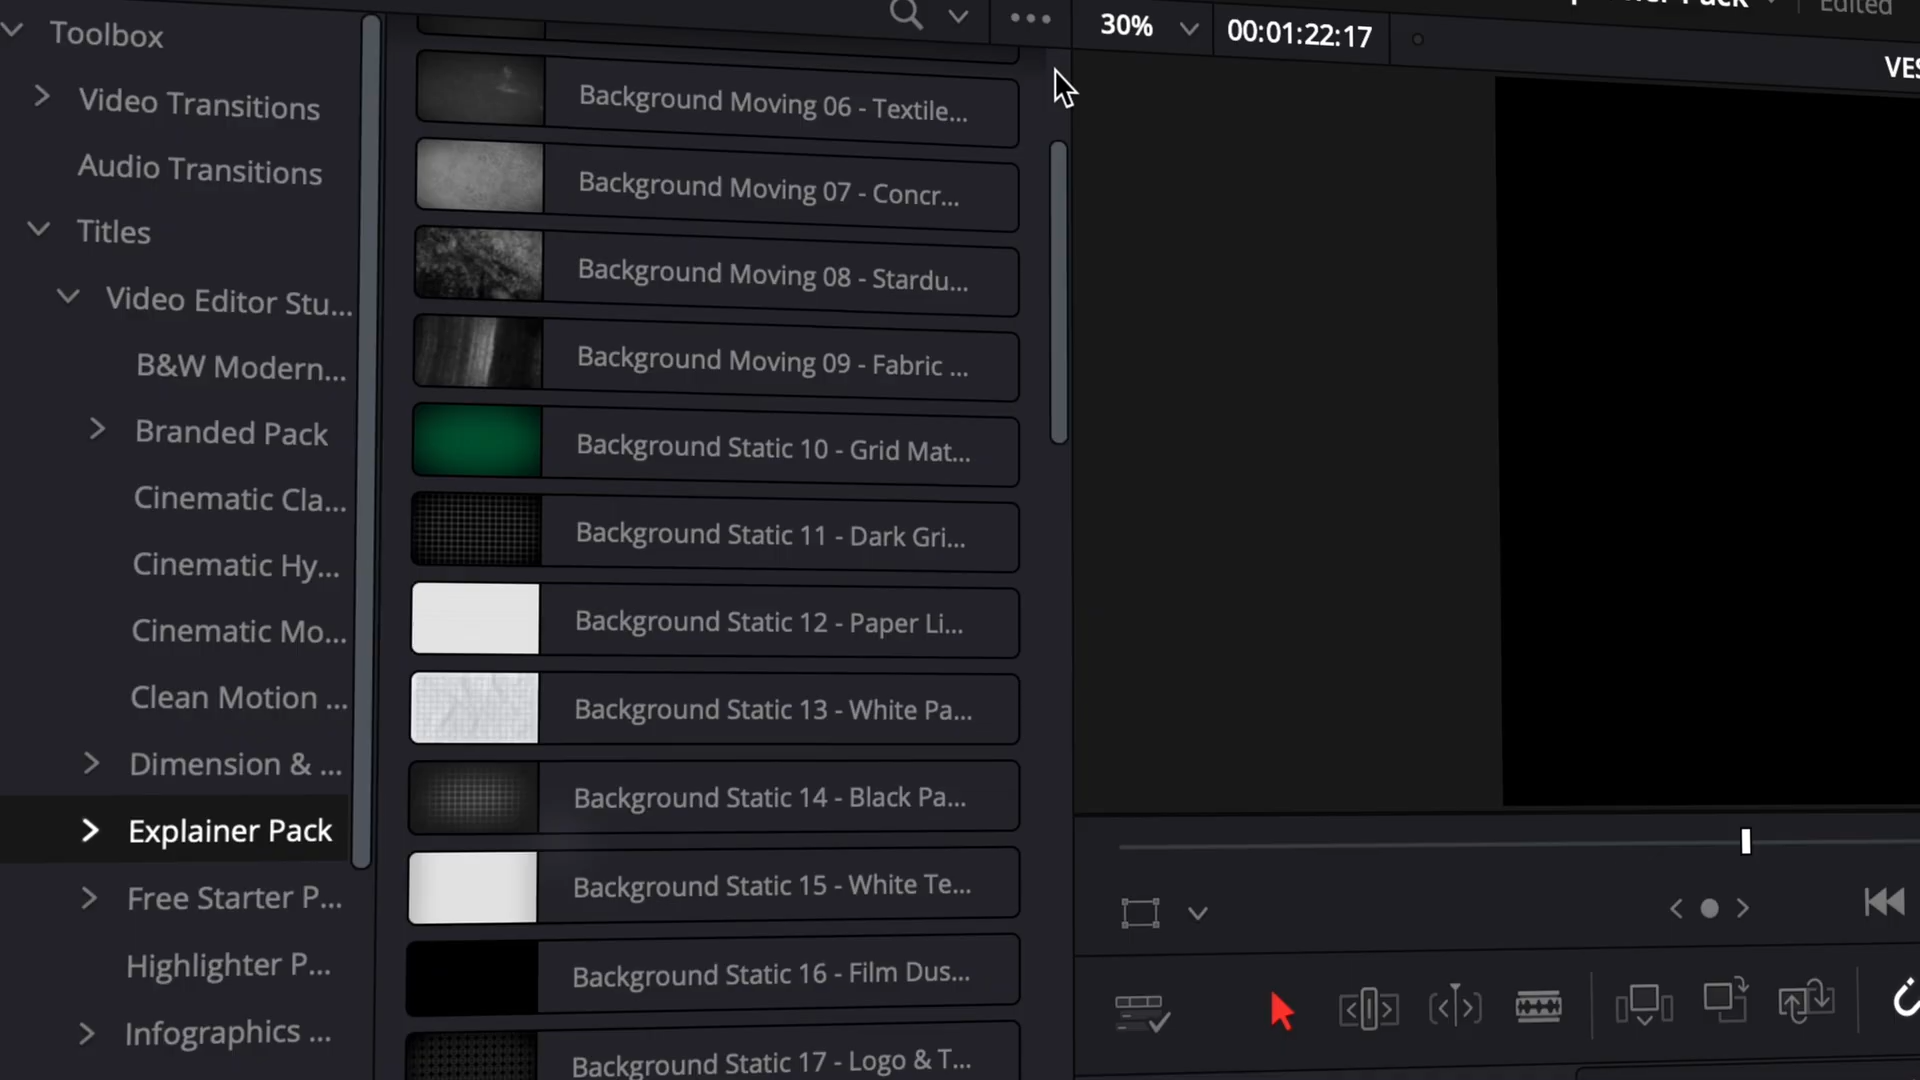 Toolbox
Video Transitions
Audio Transitions
Titles
Video Editor Stu...
B&W Modern...
Branded Pack
Cinematic Cla...
Cinematic Hy...
Cinematic Mo...
Clean Motion ...
Dimension & ...
Explainer Pack
Free Starter P...
Highlighter P...
Infographics ...
Background Moving 06 - Textile...
Background Moving 07 - Concr...
Background Moving 08 - Stardu...
Background Moving 09 - Fabric ...
Background Static 10 - Grid Mat...
Background Static 11 - Dark Gri...
Background Static 12 - Paper Li...
Background Static 13 - White Pa...
Background Static 14 - Black Pa...
Background Static 15 - White Te...
Background Static 16 - Film Dus...
Background Static 17 - Logo & T...
30%
00:01:22:17
Edited
VES